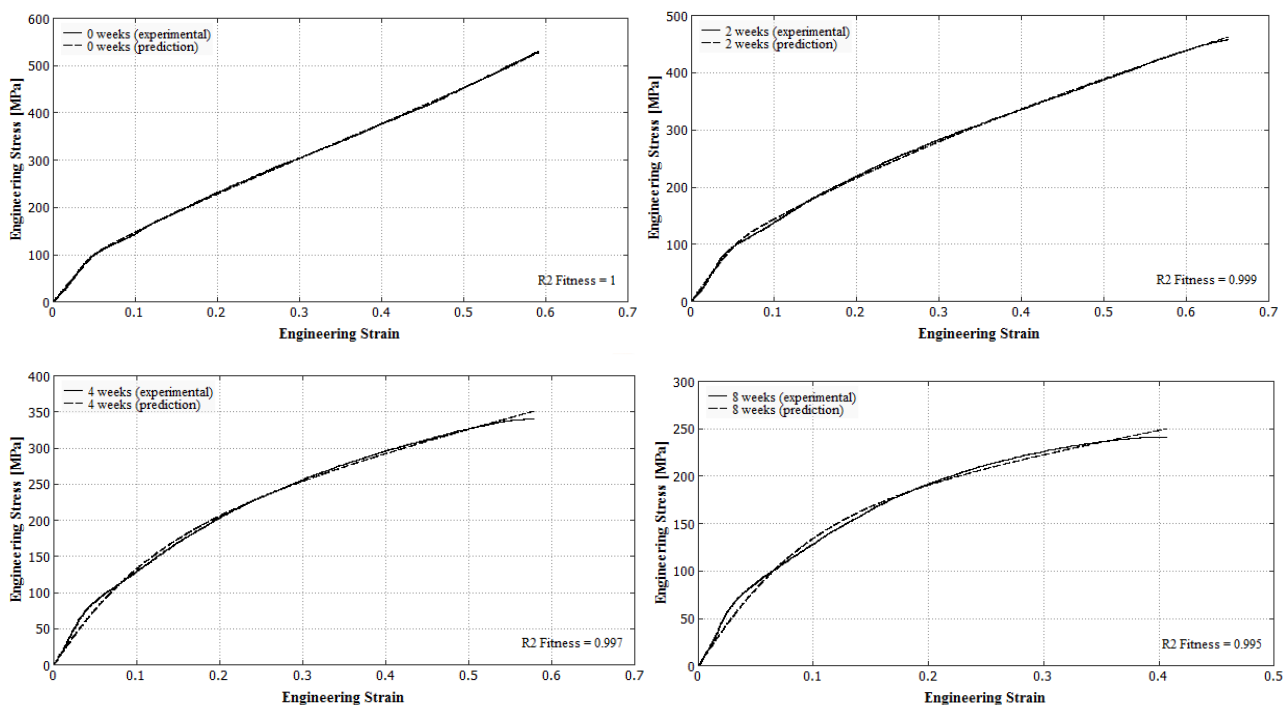 600
500
400
300
200
100
0
Engineering Stress [MPa]
0 weeks (experimental)
0 weeks (prediction)
R2 Fitness = 1
0 0.1 0.2 0.3 0.4 0.5 0.6 0.7
Engineering Strain
500
400
300
200
100
0
Engineering Stress [MPa]
2 weeks (experimental)
2 weeks (prediction)
R2 Fitness = 0.999
0 0.1 0.2 0.3 0.4 0.5 0.6 0.7
Engineering Strain
400
350
300
250
200
150
100
50
0
Engineering Stress [MPa]
4 weeks (experimental)
4 weeks (prediction)
R2 Fitness = 0.997
0 0.1 0.2 0.3 0.4 0.5 0.6 0.7
Engineering Strain
300
250
200
150
100
50
0
Engineering Stress [MPa]
8 weeks (experimental)
8 weeks (prediction)
R2 Fitness = 0.995
0 0.1 0.2 0.3 0.4 0.5
Engineering Strain